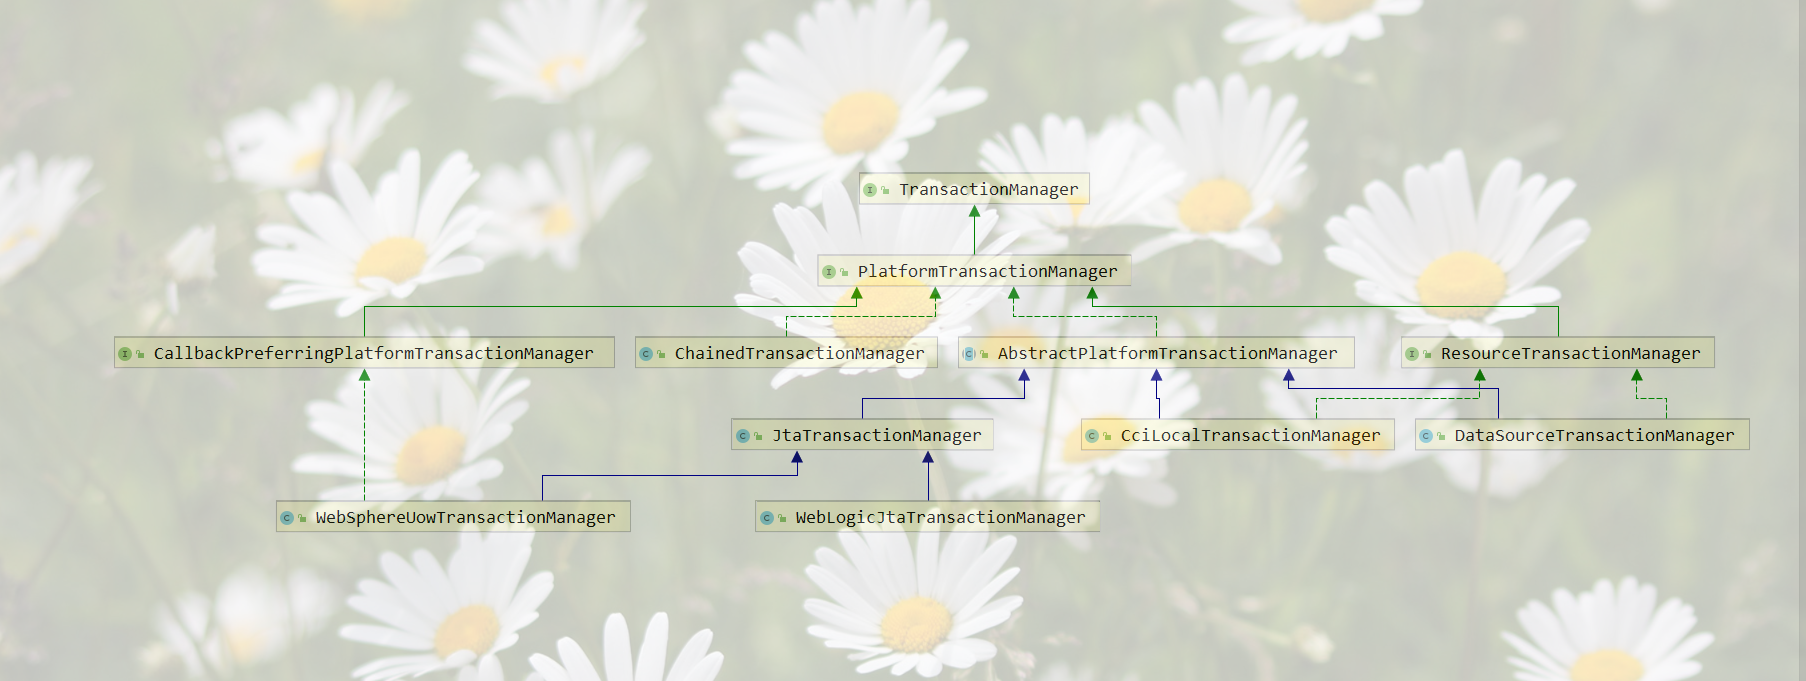 TransactionManager
PlatformTransactionManager
CallbackPreferringPlatformTransactionManager
ChainedTransactionManager
AbstractPlatformTransactionManager
ResourceTransactionManager
JtaTransactionManager
CciLocalTransactionManager
DataSourceTransactionManager
WebSphereUowTransactionManager
WebLogicJtaTransactionManager